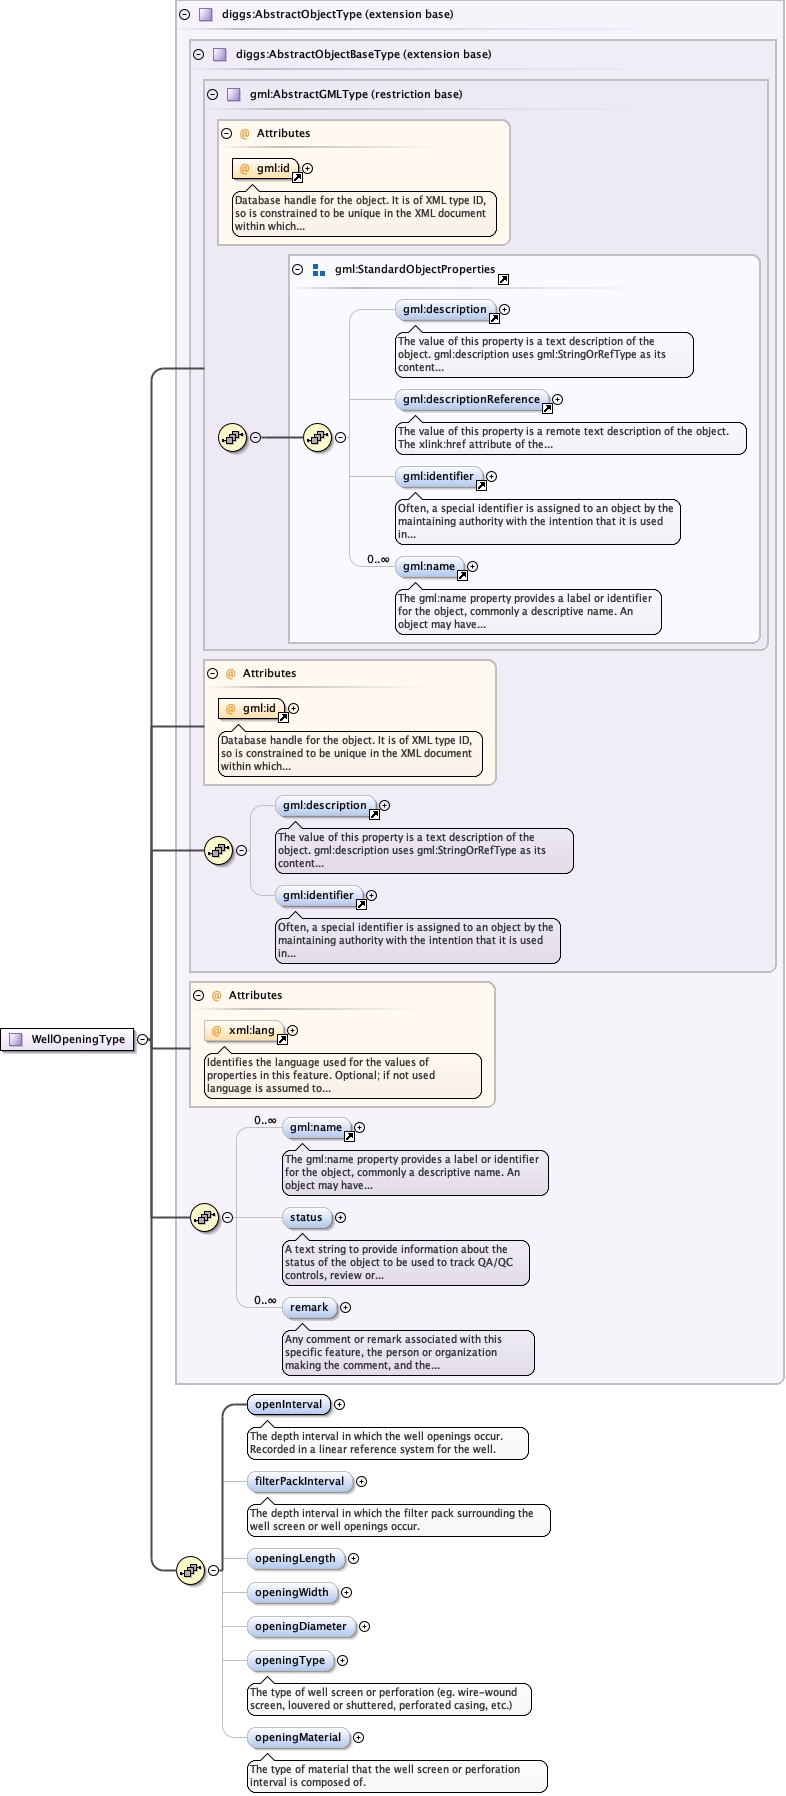 diggs:AbstractObjectType (extension base)
diggs:AbstractObjectBaseType (extension base)
gml:AbstractGMLType (restriction base)
@ Attributes
@ gml:id
Database handle for the object. It is of XML type ID,
so is constrained to be unique in the XML document
within which...
gml:StandardObjectProperties
gml:description
The value of this property is a text description of the
object. gml:description uses gml:StringOrRefType as its
content...
gml:descriptionReference
The value of this property is a remote text description of the object.
The xlink:href attribute of the...
gml:identifier
Often, a special identifier is assigned to an object by the
maintaining authority with the intention that it is used
in...
0..∞
gml:name
The gml:name property provides a label or identifier
for the object, commonly a descriptive name. An
object may have...
@ Attributes
@ gml:id
Database handle for the object. It is of XML type ID,
so is constrained to be unique in the XML document
within which...
gml:description
The value of this property is a text description of the
object. gml:description uses gml:StringOrRefType as its
content...
gml:identifier
Often, a special identifier is assigned to an object by the
maintaining authority with the intention that it is used
in...
@ Attributes
@ xml:lang
WellOpeningType
Identifies the language used for the values of
properties in this feature. Optional; if not used
language is assumed to...
0..∞
gml:name
The gml:name property provides a label or identifier
for the object, commonly a descriptive name. An
object may have...
status
A text string to provide information about the
status of the object to be used to track QA/QC
controls, review or...
0..∞
remark
Any comment or remark associated with this
specific feature, the person or organization
making the comment, and the...
openInterval
The depth interval in which the well openings occur.
Recorded in a linear reference system for the well.
filterPackInterval
The depth interval in which the filter pack surrounding the
well screen or well openings occur.
openingLength
openingWidth
openingDiameter
openingType
The type of well screen or perforation (eg. wire-wound
screen, louvered or shuttered, perforated casing, etc.)
openingMaterial
The type of material that the well screen or perforation
interval is composed of.